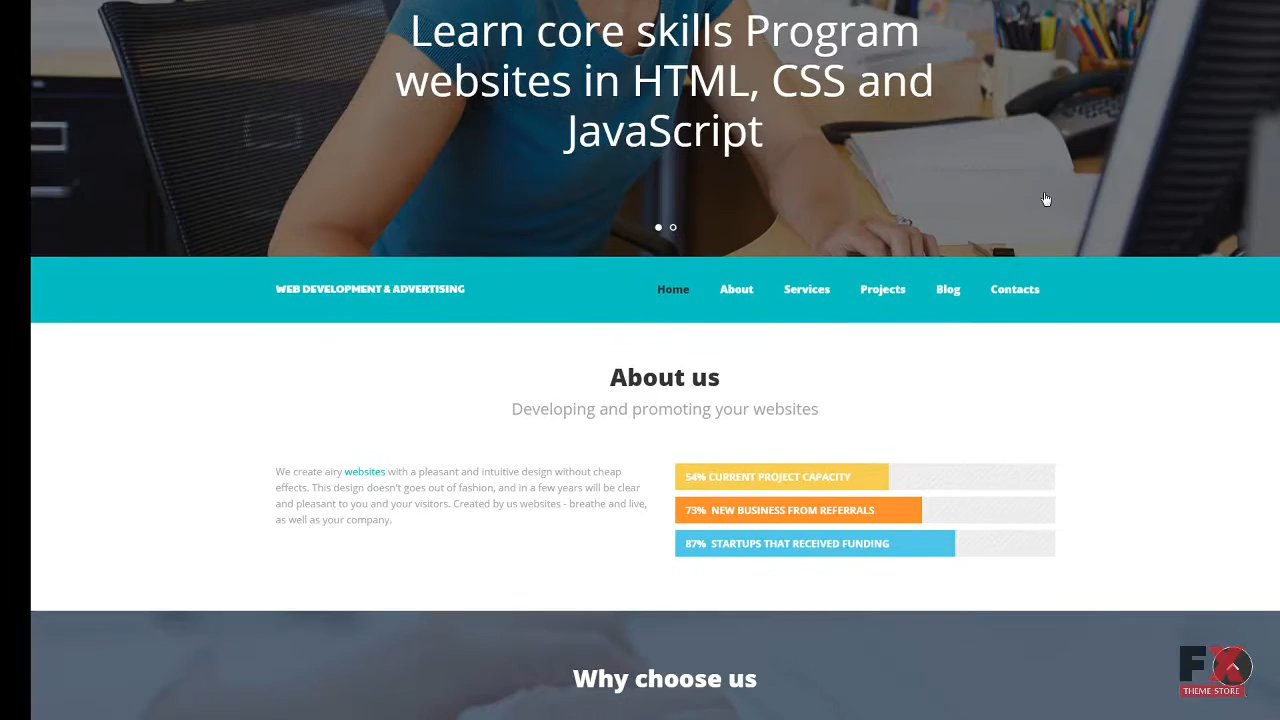 Learn core skills Program
websites in HTML, CSS and
JavaScript
WEB DEVELOPMENT & ADVERTISING
Home About Services Projects Blog Contacts
About us
Developing and promoting your websites
We create airy websites with a pleasant and intuitive design without cheap
effects. This design doesn't goes out of fashion, and in a few years will be clear
and pleasant to you and your visitors. Created by us websites - breathe and live,
as well as your company.
54% CURRENT PROJECT CAPACITY
73% NEW BUSINESS FROM REFERRALS
87% STARTUPS THAT RECEIVED FUNDING
Why choose us
FX
THEME STORE